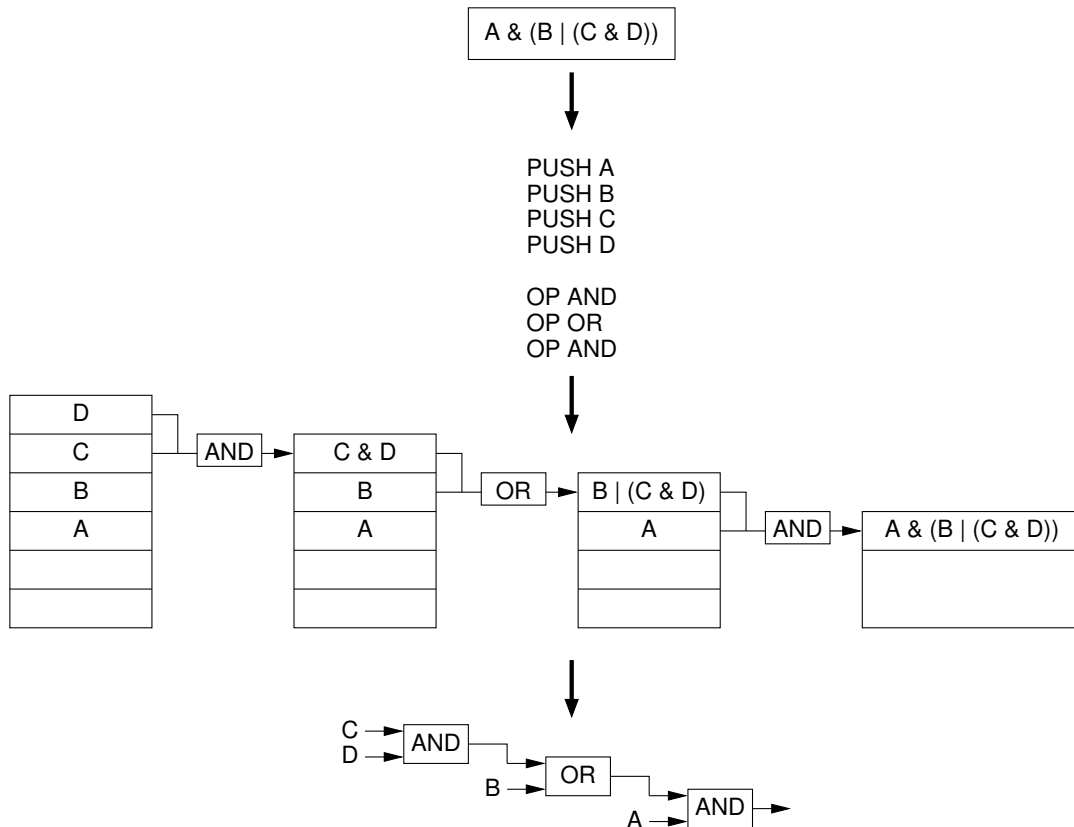 A & (B | (C & D))
PUSH A
PUSH B
PUSH C
PUSH D
OP AND
OP OR
OP AND
D
C
B
A
AND
C & D
B
A
OR
B | (C & D)
A
AND
A & (B | (C & D))
C
D
AND
B
OR
A
AND